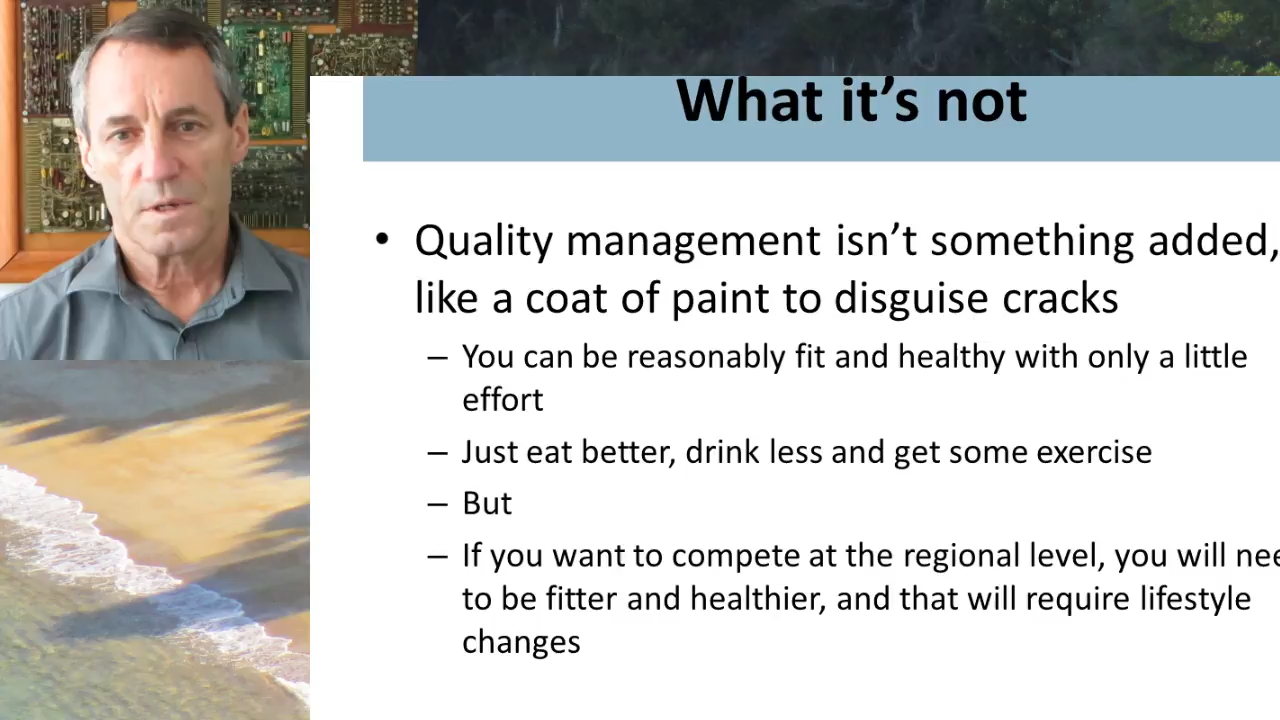 What it's not
• Quality management isn't something added,
like a coat of paint to disguise cracks
– You can be reasonably fit and healthy with only a little
effort
– Just eat better, drink less and get some exercise
– But
– If you want to compete at the regional level, you will nee
to be fitter and healthier, and that will require lifestyle
changes